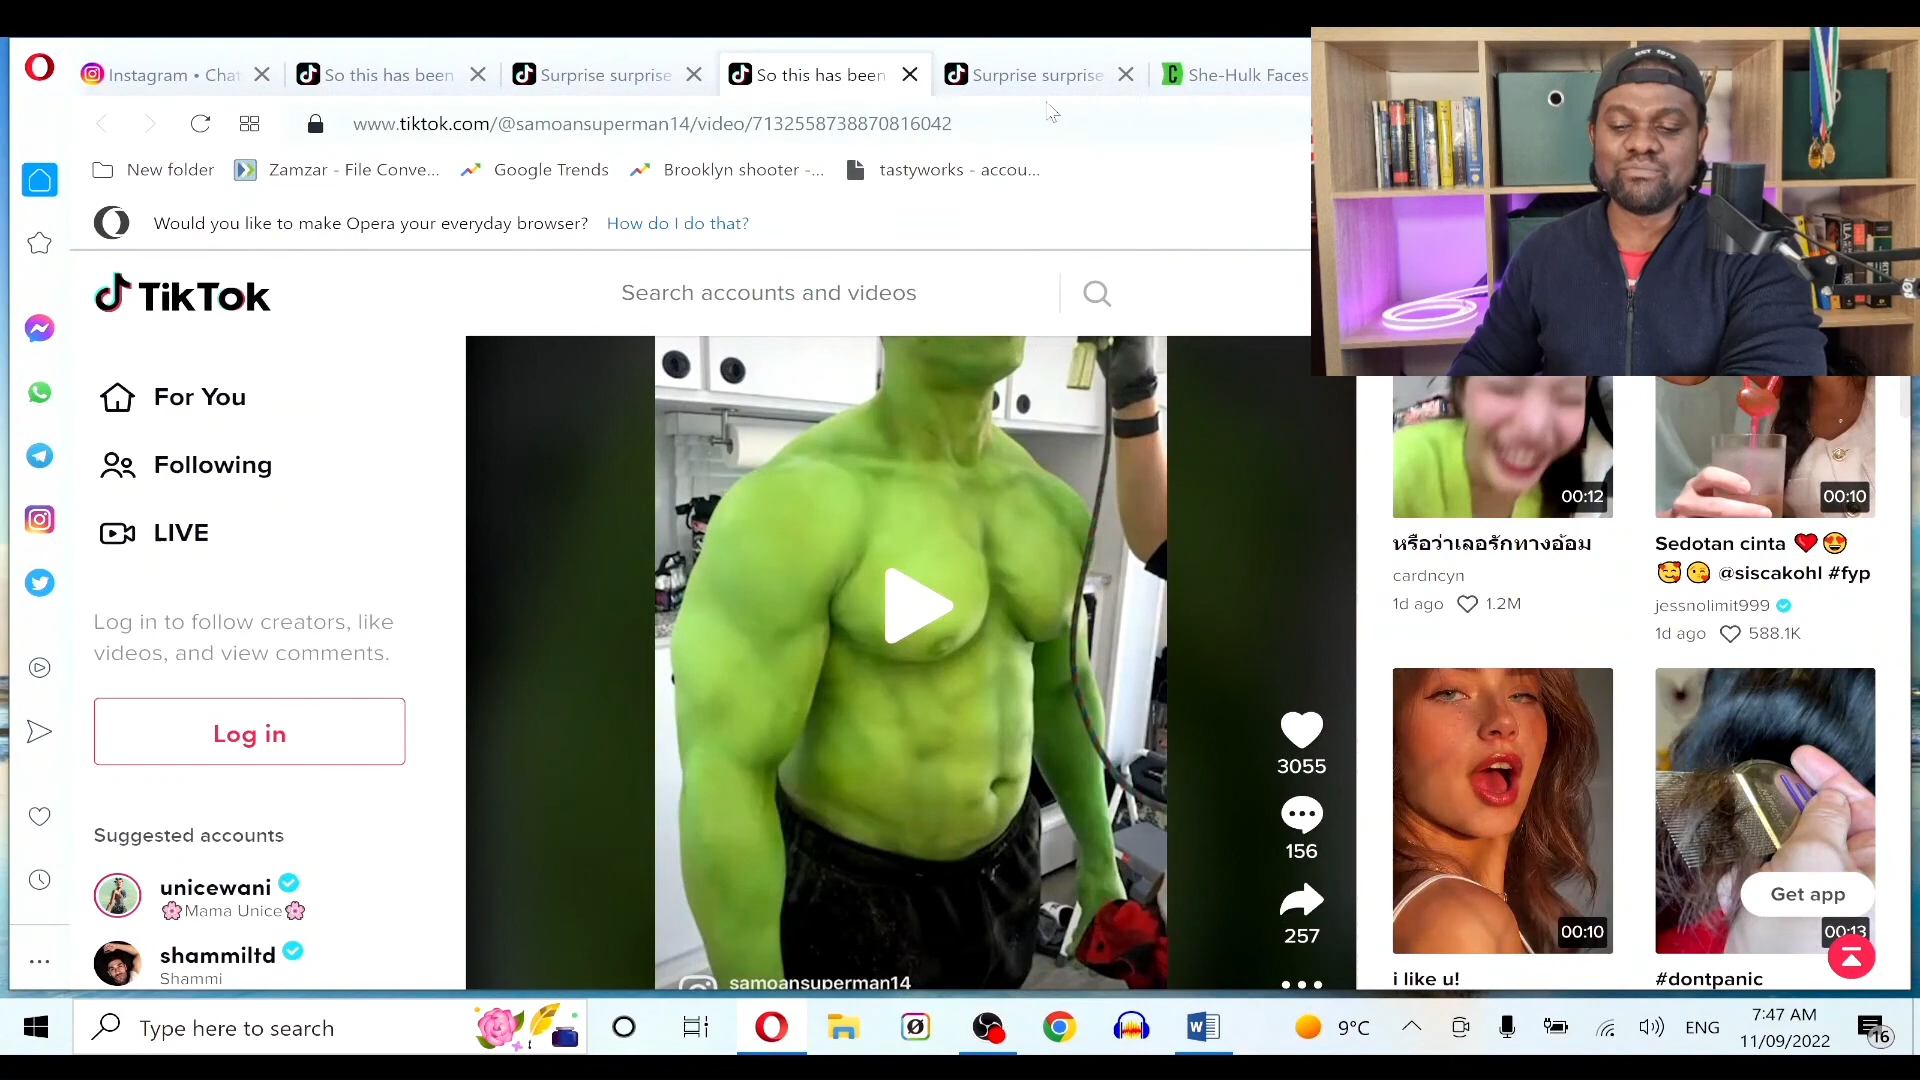 Instagram • Chat
So this has been
Surprise surprise
So this has been
Surprise surprise
She-Hulk Faces
www.tiktok.com/@samoansuperman14/video/7132558738870816042
New folder
Zamzar - File Conve...
Google Trends
Brooklyn shooter -...
tastyworks - accou...
Would you like to make Opera your everyday browser? How do I do that?
TikTok
Search accounts and videos
For You
Following
LIVE
Log in to follow creators, like
videos, and view comments.
Log in
Suggested accounts
unicewani
🌸Mama Unice🌸
shammiltd
Shammi
3055
156
257
samoansuperman14
00:12
หรือว่าเลอรักทางอ้อม
cardncyn
1d ago 1.2M
00:10
Sedotan cinta ❤️😍
🥰😘 @siscakohl #fyp
jessnolimit999
1d ago 588.1K
00:10
i like u!
Get app
00:13
#dontpanic
Type here to search
9°C
ENG
7:47 AM
11/09/2022
16